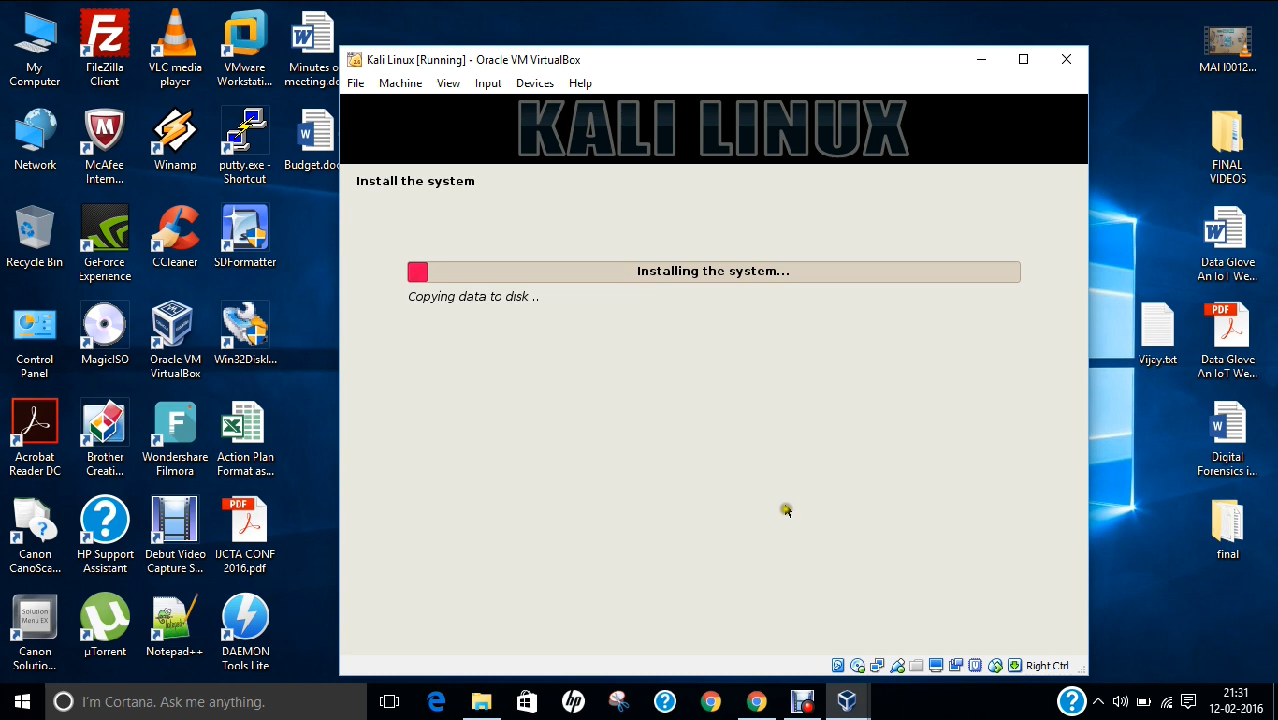 My
Computer
FileZilla
Client
VLC media
player
VMware
Workstati...
Minutes o
meeting.do
Network
McAfee
Intern...
Winamp
putty.exe -
Shortcut
Budget.doc
Recycle Bin
GeForce
Experience
CCleaner
SDFormatter
Control
Panel
MagicISO
Oracle VM
VirtualBox
Win32DiskI...
Acrobat
Reader DC
Brother
Creati...
Wondershare
Filmora
Action Plan
Format as...
Canon
CanoSca...
HP Support
Assistant
Debut Video
Capture S...
PDF
IJCTA CONF
2016.pdf
Solution
Menu EX
Canon
Solutio...
µTorrent
Notepad++
DAEMON
Tools Lite
Kali Linux [Running] - Oracle VM VirtualBox
File Machine View Input Devices Help
KALI LINUX
Install the system
Installing the system...
Copying data to disk ..
Right Ctrl
MAH0012...
FINAL
VIDEOS
Data Glove
An IoT We...
Vijay.txt
PDF
Data Glove
An IoT We...
Digital
Forensics i...
final
I'm Cortana. Ask me anything.
21:31
12-02-2016